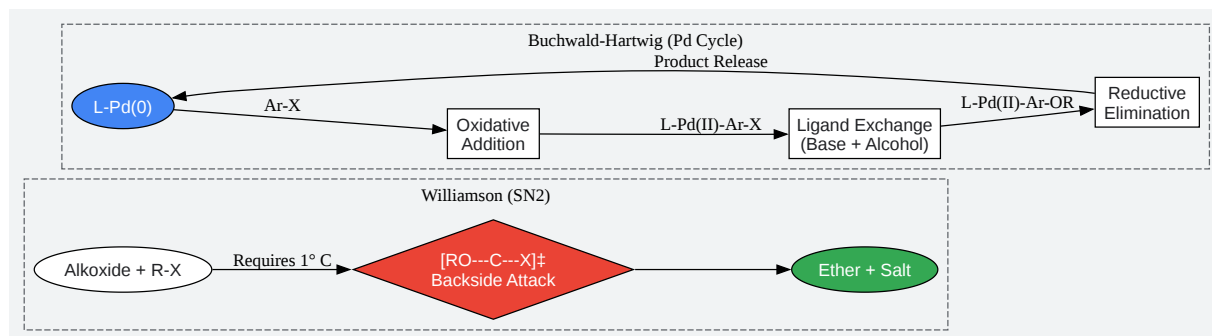 Buchwald-Hartwig (Pd Cycle)
Product Release
L-Pd(0)
Ar-X
Oxidative
Addition
L-Pd(II)-Ar-X
Ligand Exchange
(Base + Alcohol)
L-Pd(II)-Ar-OR
Reductive
Elimination
Williamson (SN2)
Alkoxide + R-X
Requires 1° C
[RO---C---X]‡
Backside Attack
Ether + Salt